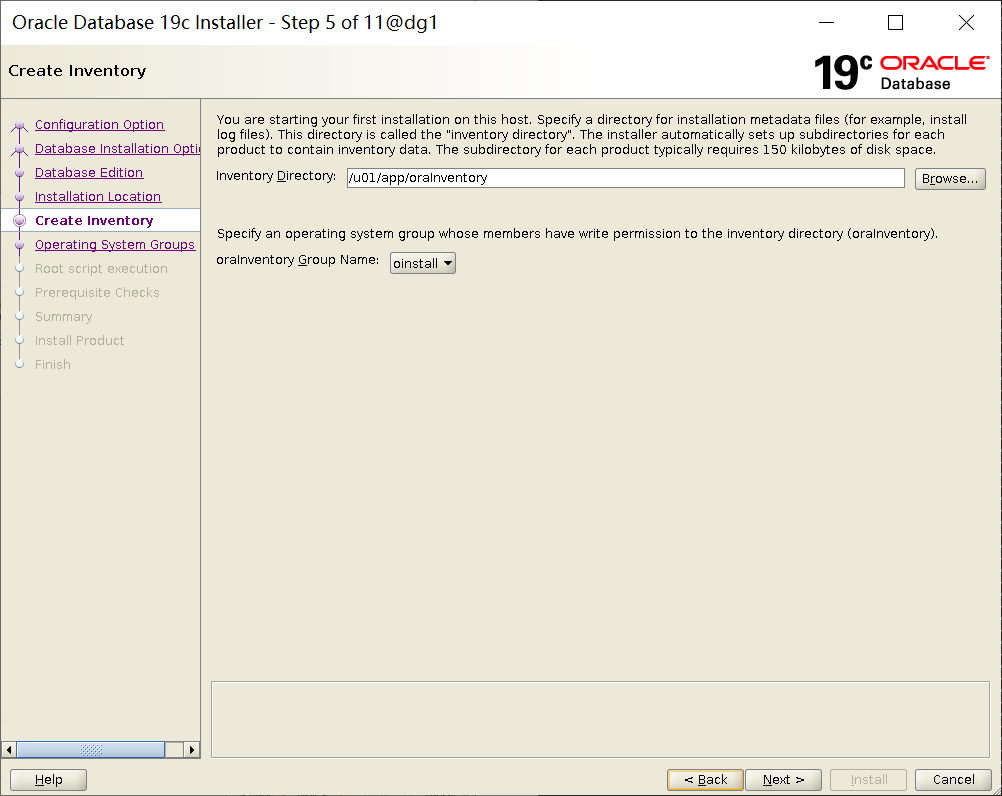 Oracle Database 19c Installer - Step 5 of 11@dg1
Create Inventory
19c ORACLE®
Database
Configuration Option
Database Installation Opti
Database Edition
Installation Location
Create Inventory
Operating System Groups
Root script execution
Prerequisite Checks
Summary
Install Product
Finish
You are starting your first installation on this host. Specify a directory for installation metadata files (for example, install
log files). This directory is called the "inventory directory". The installer automatically sets up subdirectories for each
product to contain inventory data. The subdirectory for each product typically requires 150 kilobytes of disk space.
Inventory Directory: /u01/app/oraInventory Browse...
Specify an operating system group whose members have write permission to the inventory directory (oraInventory).
oraInventory Group Name: oinstall
Help < Back Next > Install Cancel